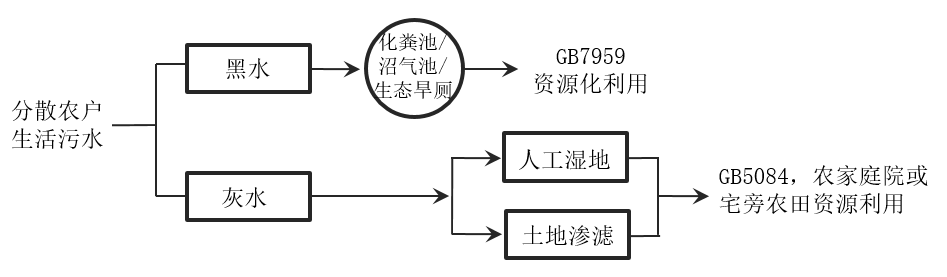 分散农户
生活污水
黑水
化粪池/
沼气池/
生态旱厕
GB7959
资源化利用
灰水
人工湿地
土地渗滤
GB5084，农家庭院或
宅旁农田资源利用